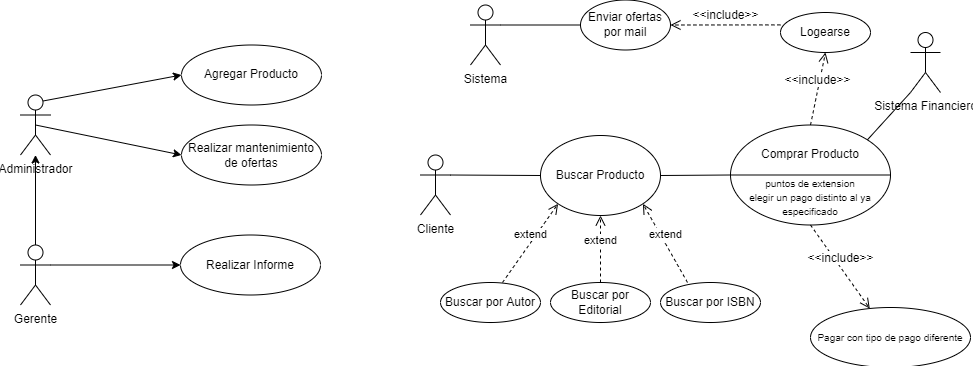 Agregar Producto
Administrador
Realizar mantenimiento
de ofertas
Gerente
Realizar Informe
Sistema
Enviar ofertas
por mail
<<include>>
Logearse
<<include>>
Sistema Financiero
Cliente
Buscar Producto
Comprar Producto
puntos de extension
elegir un pago distinto al ya
especificado
extend
extend
extend
Buscar por Autor
Buscar por
Editorial
Buscar por ISBN
<<include>>
Pagar con tipo de pago diferente